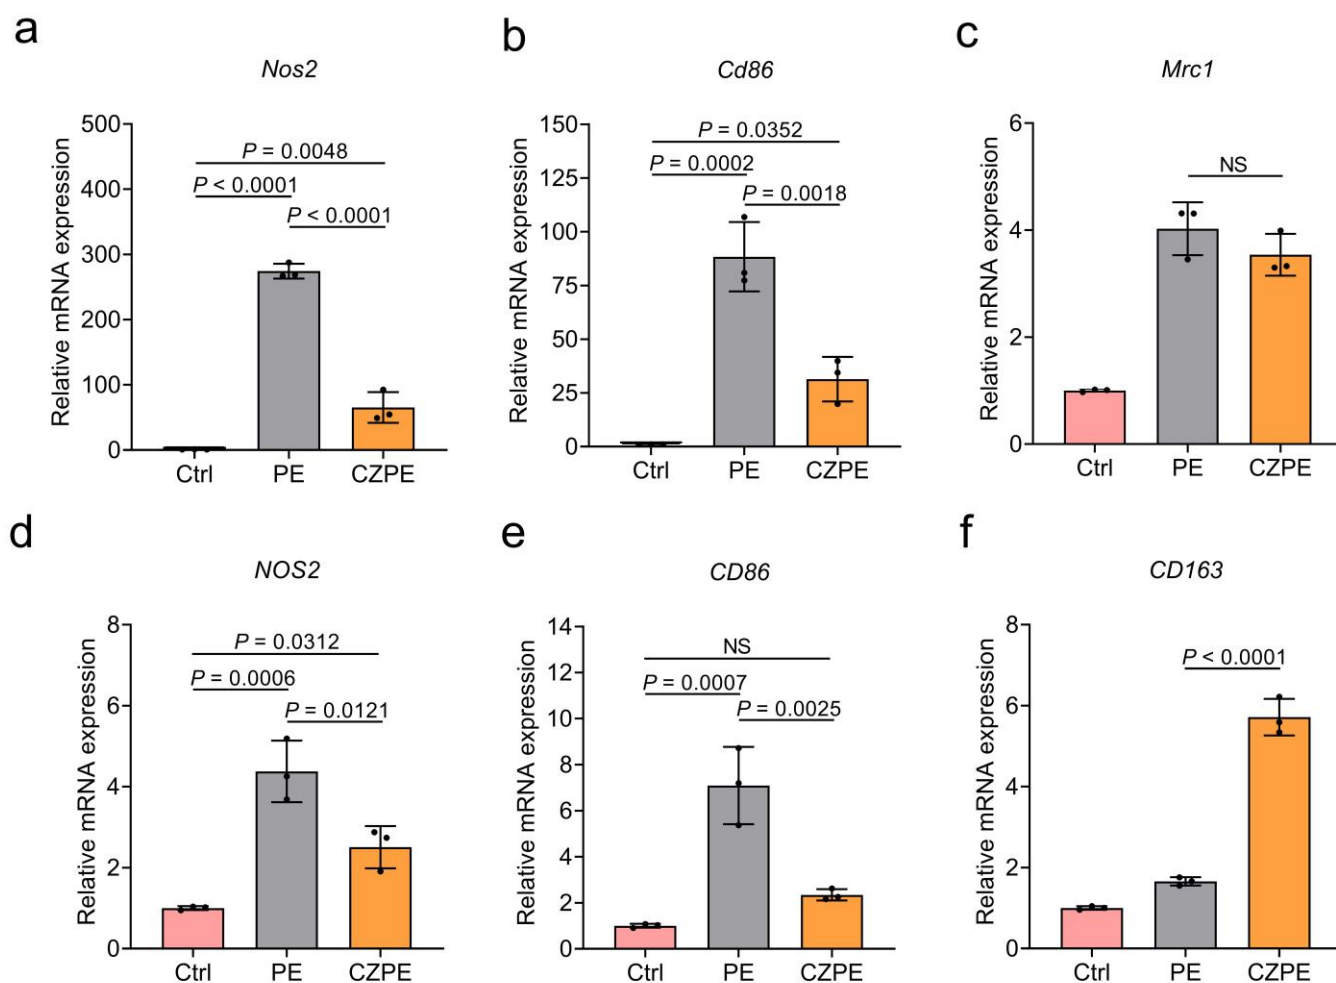 a
Nos2
Relative mRNA expression
500
400
300
200
100
0
P = 0.0048
P < 0.0001
P < 0.0001
Ctrl PE CZPE
b
Cd86
Relative mRNA expression
150
125
100
75
50
25
0
P = 0.0352
P = 0.0002
P = 0.0018
Ctrl PE CZPE
c
Mrc1
Relative mRNA expression
6
4
2
0
NS
Ctrl PE CZPE
d
NOS2
Relative mRNA expression
8
6
4
2
0
P = 0.0312
P = 0.0006
P = 0.0121
Ctrl PE CZPE
e
CD86
Relative mRNA expression
14
12
10
8
6
4
2
0
NS
P = 0.0007
P = 0.0025
Ctrl PE CZPE
f
CD163
Relative mRNA expression
8
6
4
2
0
P < 0.0001
Ctrl PE CZPE